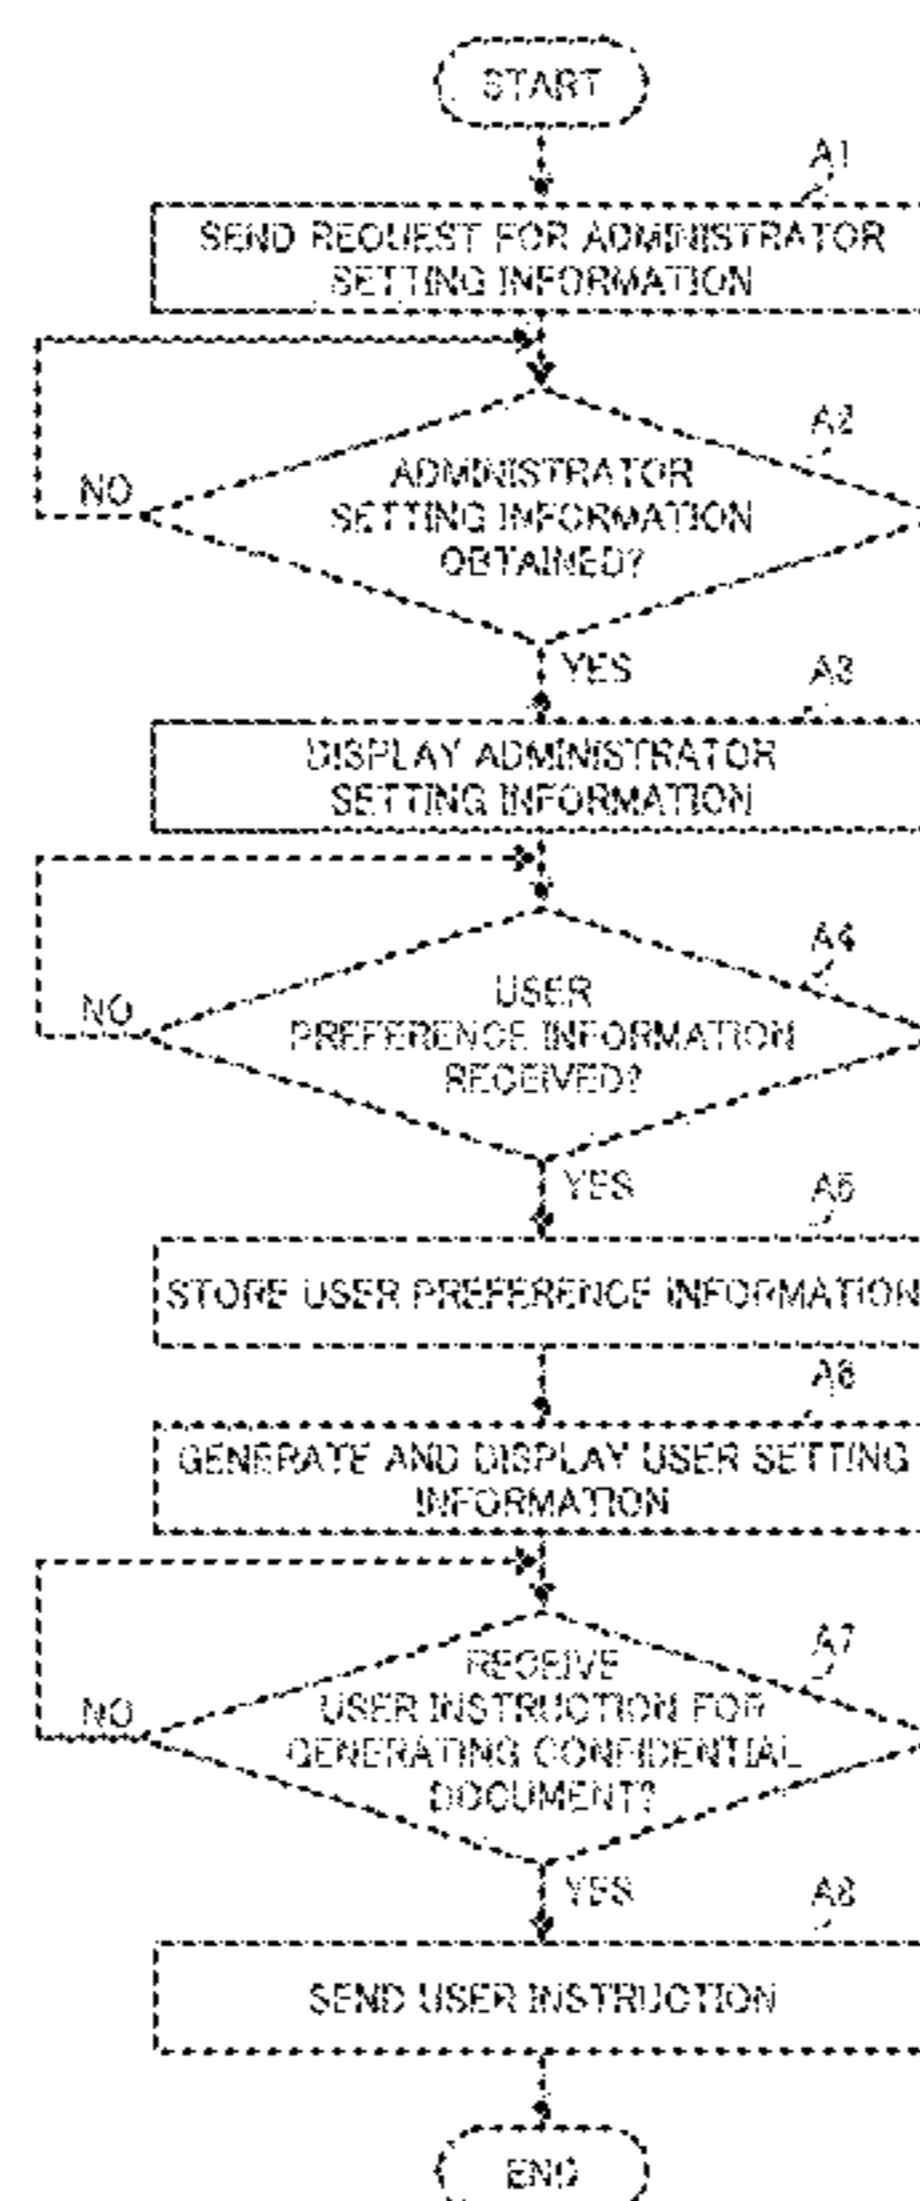 START
A1
SEND REQUEST FOR ADMINISTRATOR
SETTING INFORMATION
A2
ADMINISTRATOR
SETTING INFORMATION
OBTAINED?
NO
YES
A3
DISPLAY ADMINISTRATOR
SETTING INFORMATION
A4
USER
PREFERENCE INFORMATION
RECEIVED?
NO
YES
A5
STORE USER PREFERENCE INFORMATION
A6
GENERATE AND DISPLAY USER SETTING
INFORMATION
A7
RECEIVE
USER INSTRUCTION FOR
GENERATING CONFIDENTIAL
DOCUMENT?
NO
YES
A8
SEND USER INSTRUCTION
END